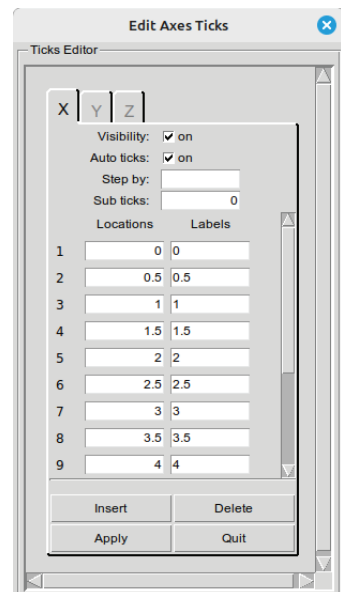 Edit Axes Ticks
Ticks Editor
X Y Z
Visibility: on
Auto ticks: on
Step by:
Sub ticks: 0
Locations Labels
1 0 0
2 0.5 0.5
3 1 1
4 1.5 1.5
5 2 2
6 2.5 2.5
7 3 3
8 3.5 3.5
9 4 4
Insert Delete
Apply Quit